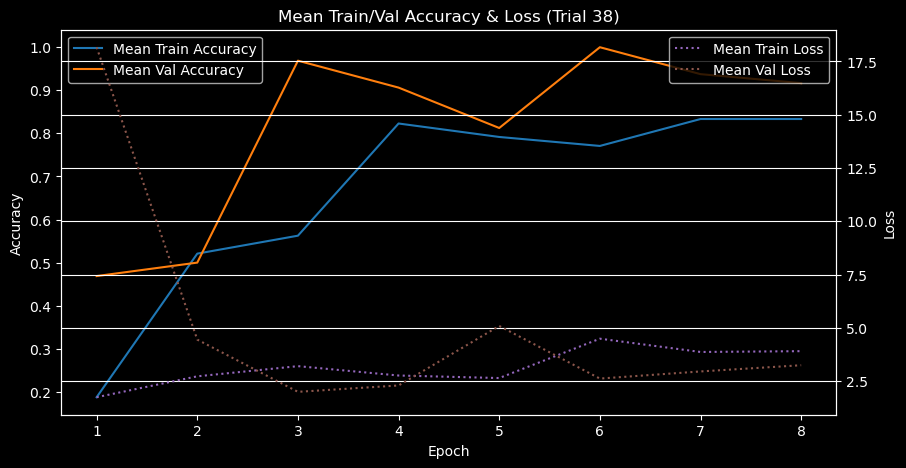 Mean Train/Val Accuracy & Loss (Trial 38)
Mean Train Accuracy
Mean Val Accuracy
Mean Train Loss
Mean Val Loss
1.0
0.9
0.8
0.7
0.6
0.5
0.4
0.3
0.2
Accuracy
17.5
15.0
12.5
10.0
7.5
5.0
2.5
Loss
1 2 3 4 5 6 7 8
Epoch